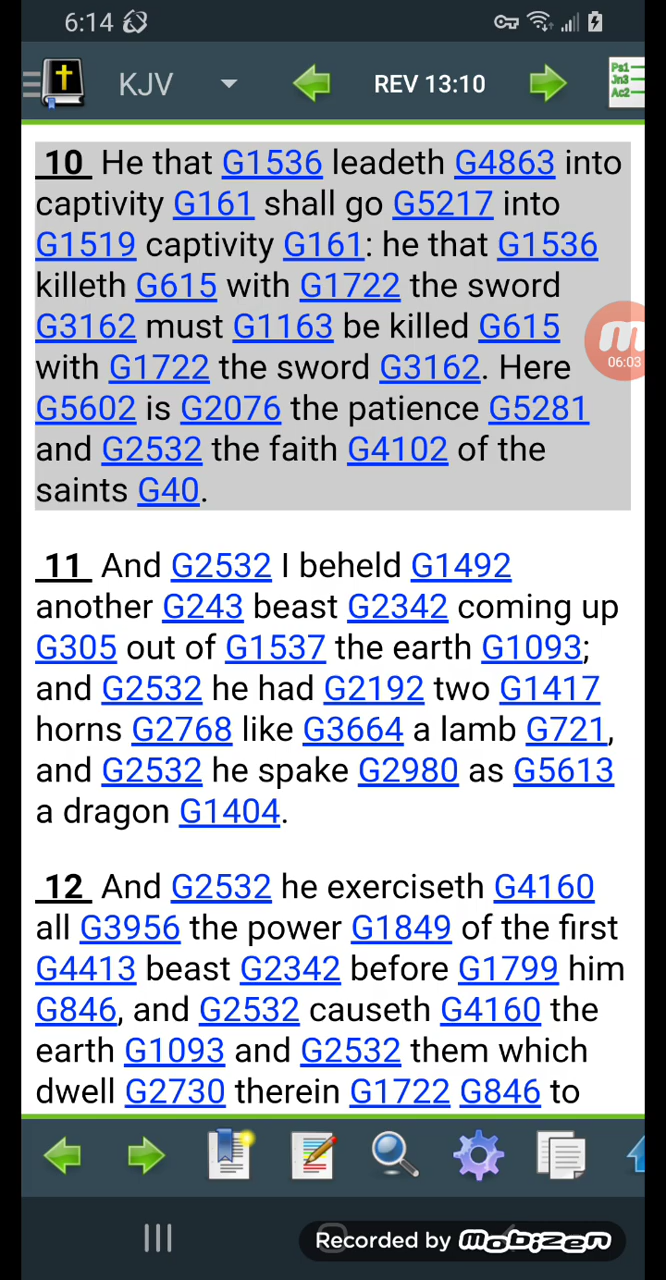 6:14
KJV REV 13:10 Ps1 Jn3 Ac2
10 He that G1536 leadeth G4863 into
captivity G161 shall go G5217 into
G1519 captivity G161: he that G1536
killeth G615 with G1722 the sword
G3162 must G1163 be killed G615
with G1722 the sword G3162. Here
G5602 is G2076 the patience G5281
and G2532 the faith G4102 of the
saints G40.
m 06:03
11 And G2532 I beheld G1492
another G243 beast G2342 coming up
G305 out of G1537 the earth G1093;
and G2532 he had G2192 two G1417
horns G2768 like G3664 a lamb G721,
and G2532 he spake G2980 as G5613
a dragon G1404.
12 And G2532 he exerciseth G4160
all G3956 the power G1849 of the first
G4413 beast G2342 before G1799 him
G846, and G2532 causeth G4160 the
earth G1093 and G2532 them which
dwell G2730 therein G1722 G846 to
Recorded by mobizen